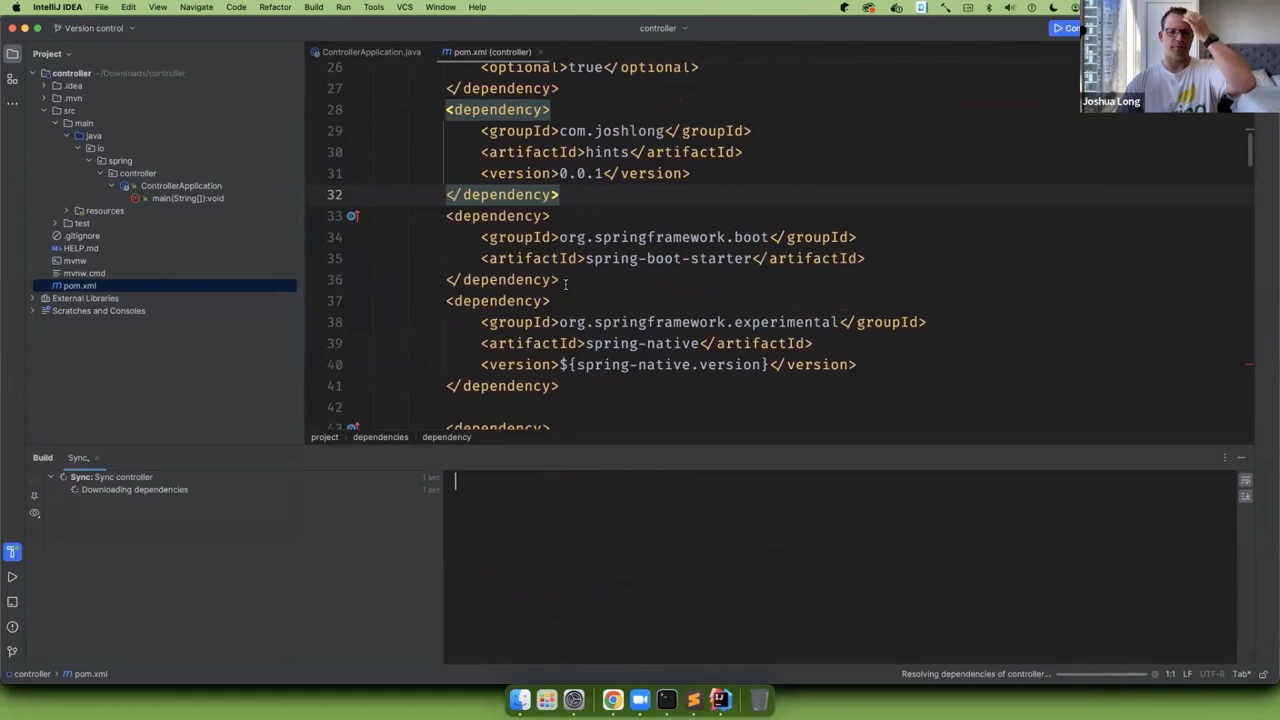 IntelliJ IDEA File Edit View Navigate Code Refactor Build Run Tools VCS Window Help
Version control
controller
Project
ControllerApplication.java
pom.xml (controller)
controller ~/Downloads/controller
.idea
.mvn
src
main
java
io
spring
controller
ControllerApplication
main(String[]):void
resources
test
.gitignore
HELP.md
mvnw
mvnw.cmd
pom.xml
External Libraries
Scratches and Consoles
26 <optional>true</optional>
27 </dependency>
28 <dependency>
29 <groupId>com.joshlong</groupId>
30 <artifactId>hints</artifactId>
31 <version>0.0.1</version>
32 </dependency>
33 <dependency>
34 <groupId>org.springframework.boot</groupId>
35 <artifactId>spring-boot-starter</artifactId>
36 </dependency>
37 <dependency>
38 <groupId>org.springframework.experimental</groupId>
39 <artifactId>spring-native</artifactId>
40 <version>${spring-native.version}</version>
41 </dependency>
42
43 <dependency>
project dependencies dependency
Joshua Long
Build Sync
Sync: Sync controller 1 sec
Downloading dependencies 1 sec
controller > pom.xml
Resolving dependencies of controller... 1:1 LF UTF-8 Tab*